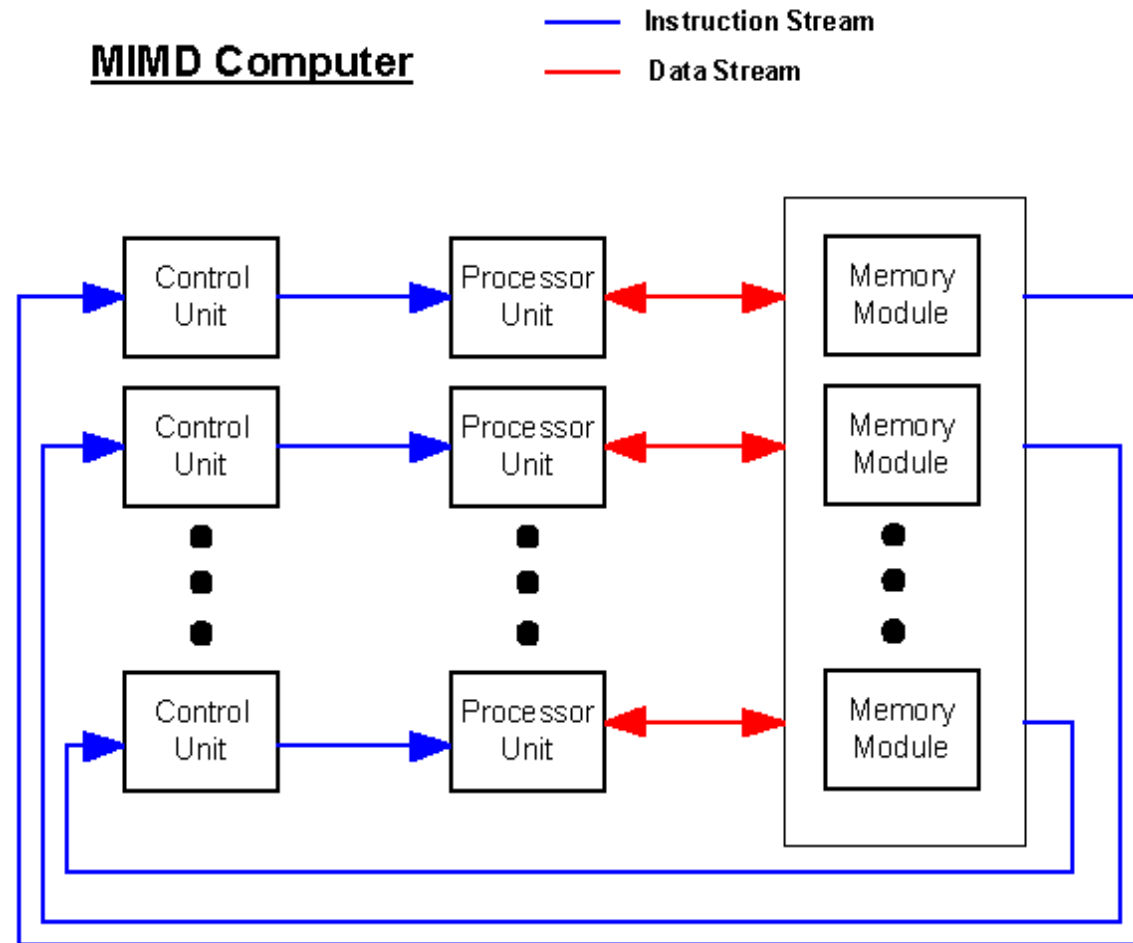 MIMD Computer
Instruction Stream
Data Stream
Control
Unit
Processor
Unit
Memory
Module
Control
Unit
Processor
Unit
Memory
Module
Control
Unit
Processor
Unit
Memory
Module